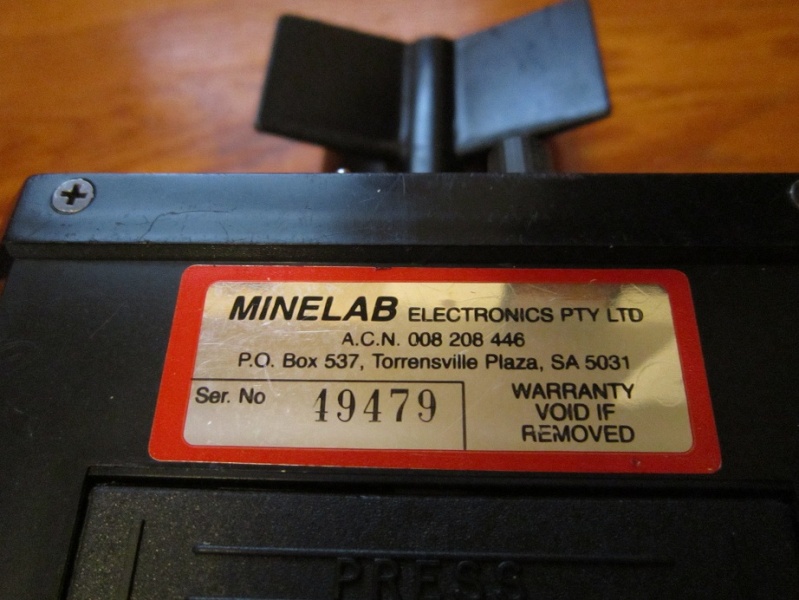 MINELAB ELECTRONICS PTY LTD
A.C.N. 008 208 446
P.O. Box 537, Torrensville Plaza, SA 5031
Ser. No 49479
WARRANTY
VOID IF
REMOVED
PRESS